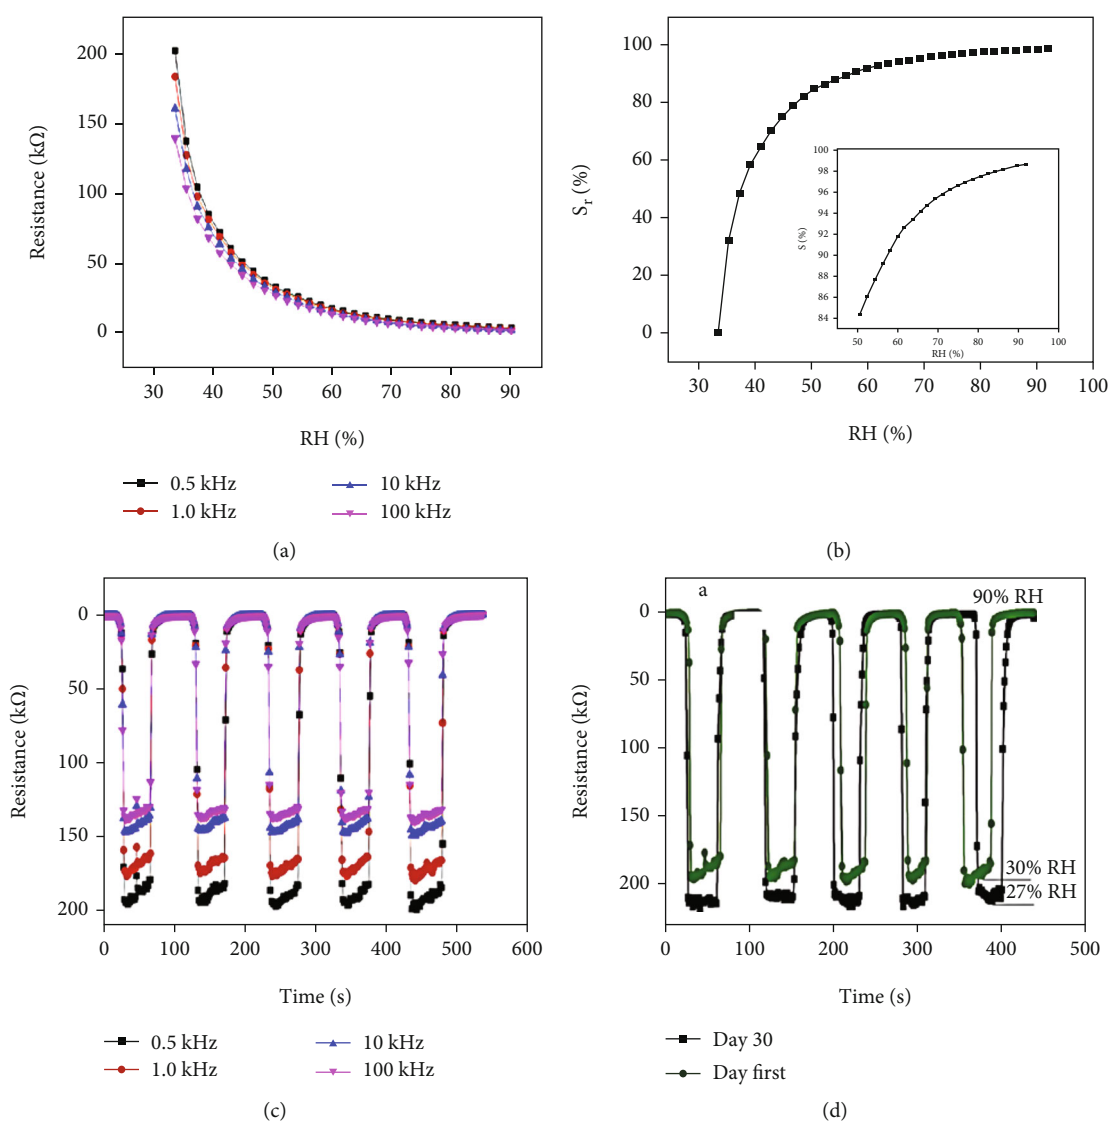 200
150
100
50
0
Resistance (kΩ)
30 40 50 60 70 80 90
RH (%)
0.5 kHz 10 kHz
1.0 kHz 100 kHz
(a)
100
80
60
40
20
0
Sr (%)
30 40 50 60 70 80 90 100
RH (%)
100
98
96
94
92
90
88
86
84
S (%)
50 60 70 80 90 100
RH (%)
(b)
0
50
100
150
200
Resistance (kΩ)
0 100 200 300 400 500 600
Time (s)
0.5 kHz 10 kHz
1.0 kHz 100 kHz
(c)
a
90% RH
0
50
100
150
200
Resistance (kΩ)
30% RH
27% RH
0 100 200 300 400 500
Time (s)
Day 30
Day first
(d)